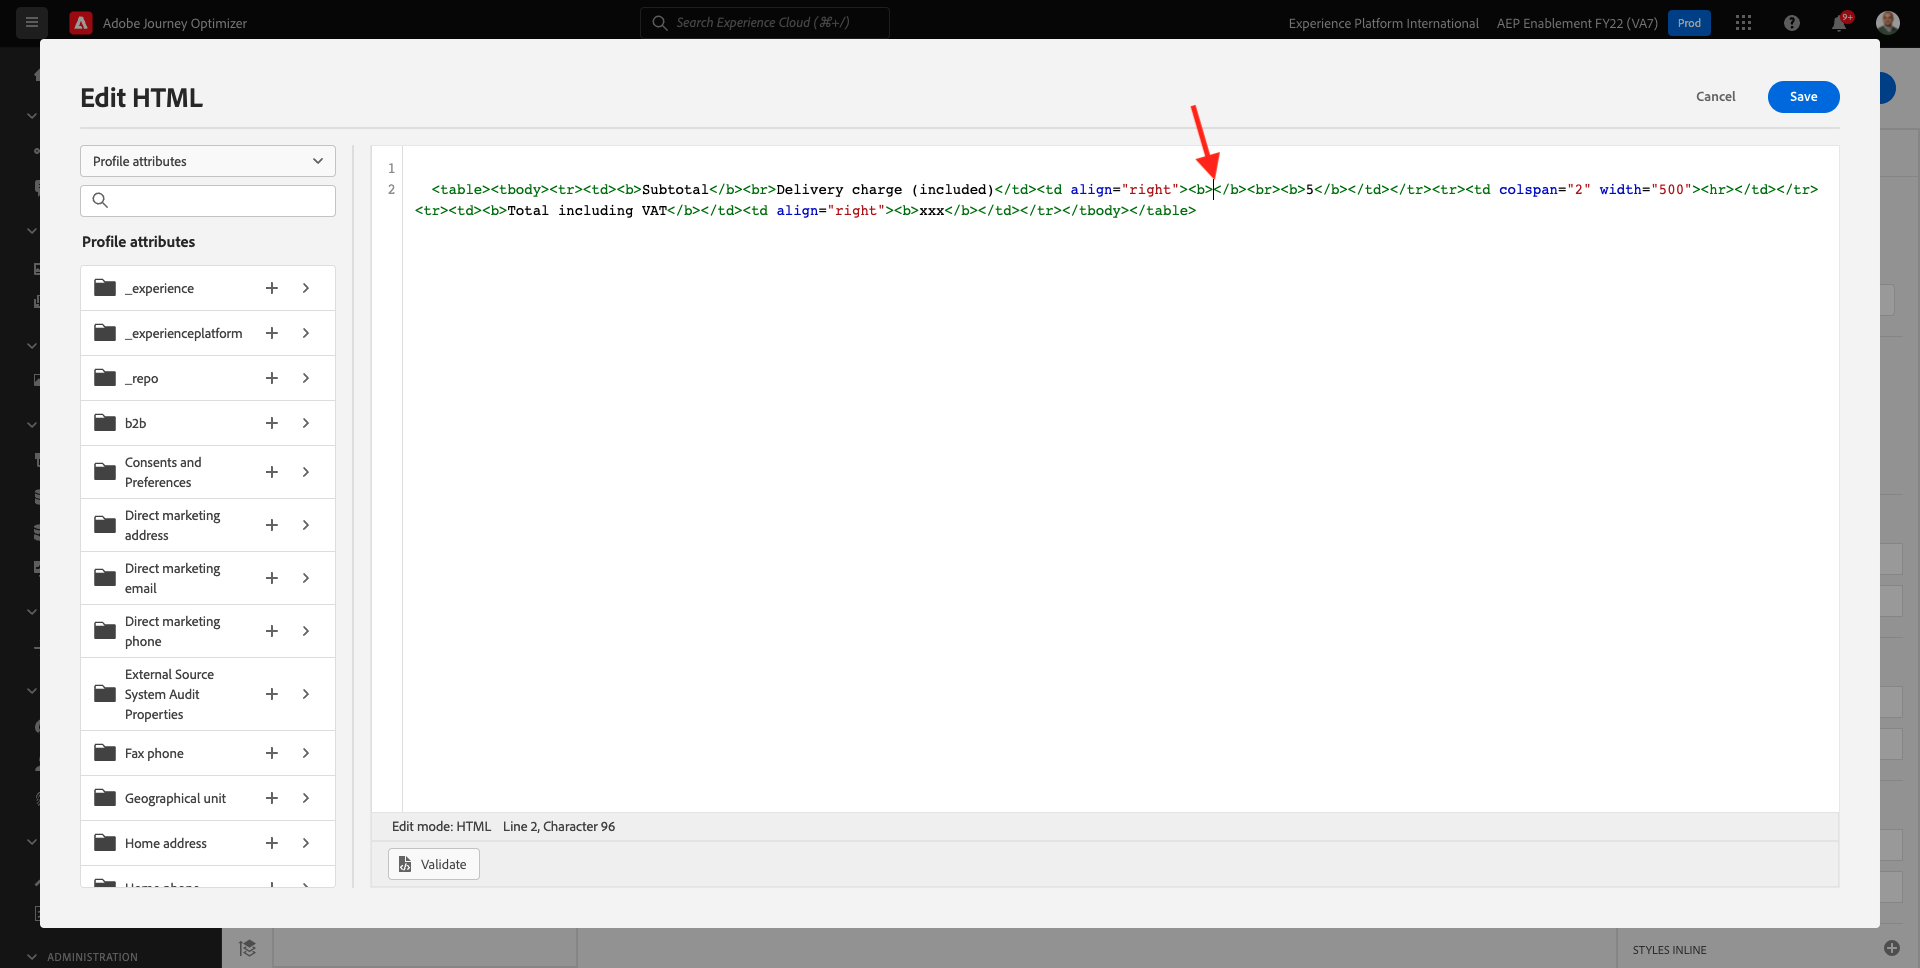 Adobe Journey Optimizer
Search Experience Cloud (⌘+/)
Experience Platform International
AEP Enablement FY22 (VA7)
Prod
9+
Edit HTML
Cancel
Save
Profile attributes
Profile attributes
_experience
_experienceplatform
_repo
b2b
Consents and
Preferences
Direct marketing
address
Direct marketing
email
Direct marketing
phone
External Source
System Audit
Properties
Fax phone
Geographical unit
Home address
Home phone
1
2 <table><tbody><tr><td><b>Subtotal</b><br>Delivery charge (included)</td><td align="right"><b></b><br><b>5</b></td></tr><tr><td colspan="2" width="500"><hr></td></tr>
<tr><td><b>Total including VAT</b></td><td align="right"><b>xxx</b></td></tr></tbody></table>
Edit mode: HTML Line 2, Character 96
Validate
ADMINISTRATION
STYLES INLINE